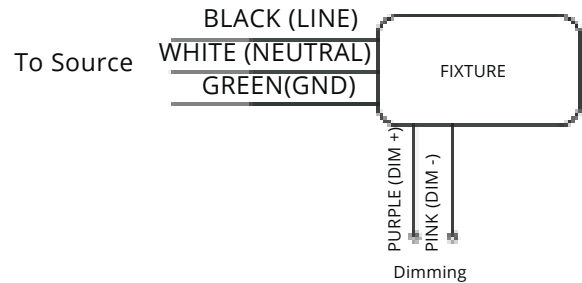 BLACK (LINE)
WHITE (NEUTRAL)
To Source
GREEN(GND)
FIXTURE
PURPLE (DIM +)
PINK (DIM -)
Dimming